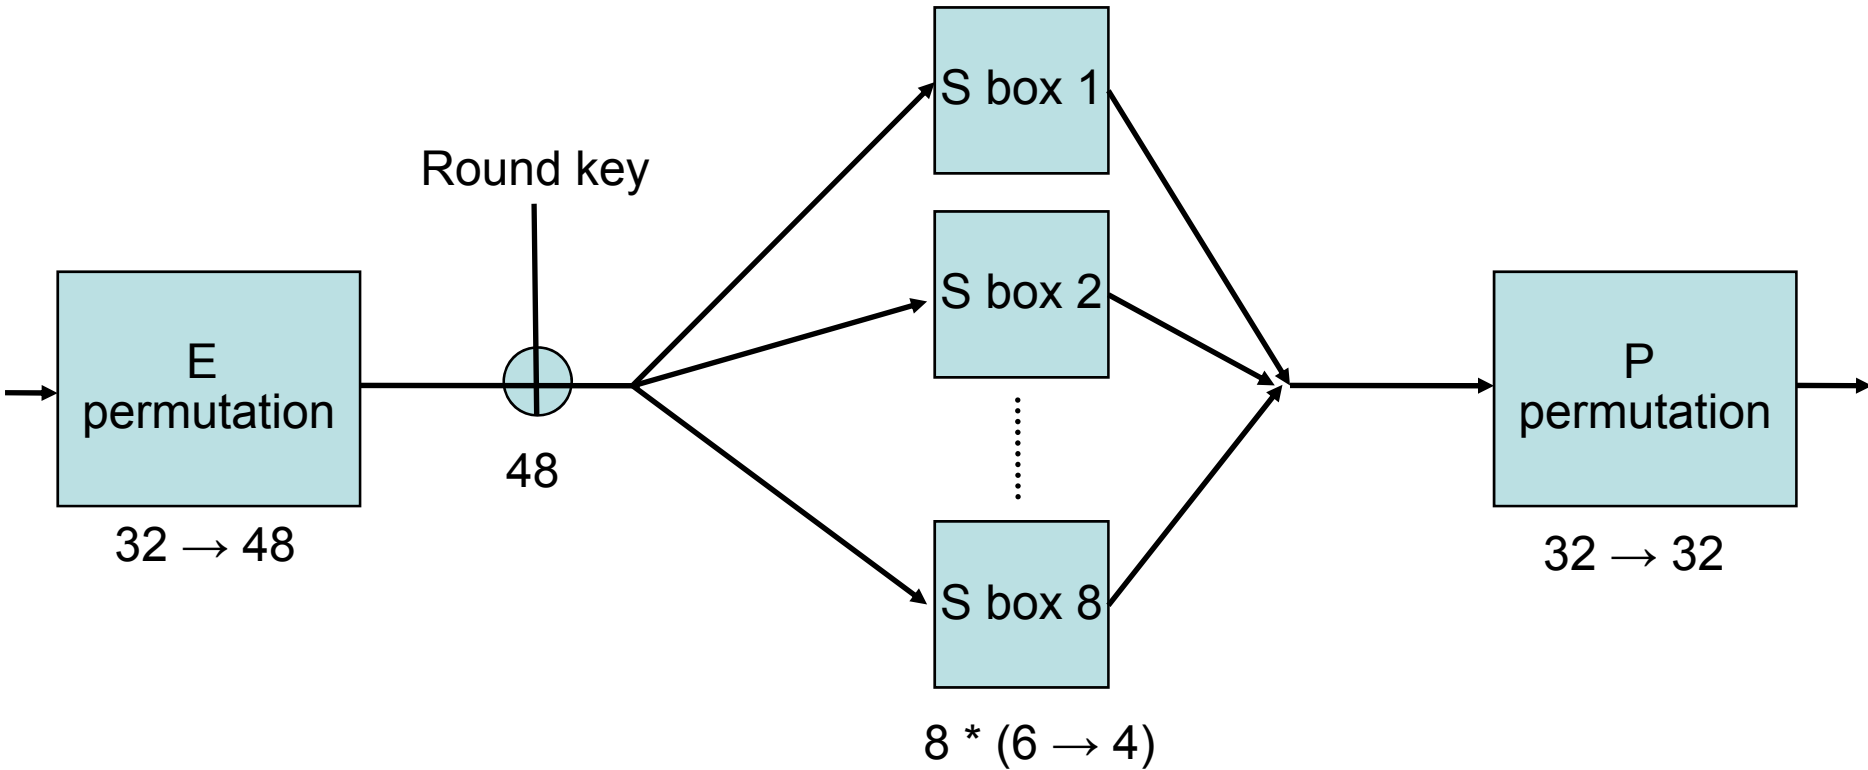 S box 1
Round key
S box 2
E
permutation
P
permutation
48
32 → 48
32 → 32
S box 8
8 * (6 → 4)